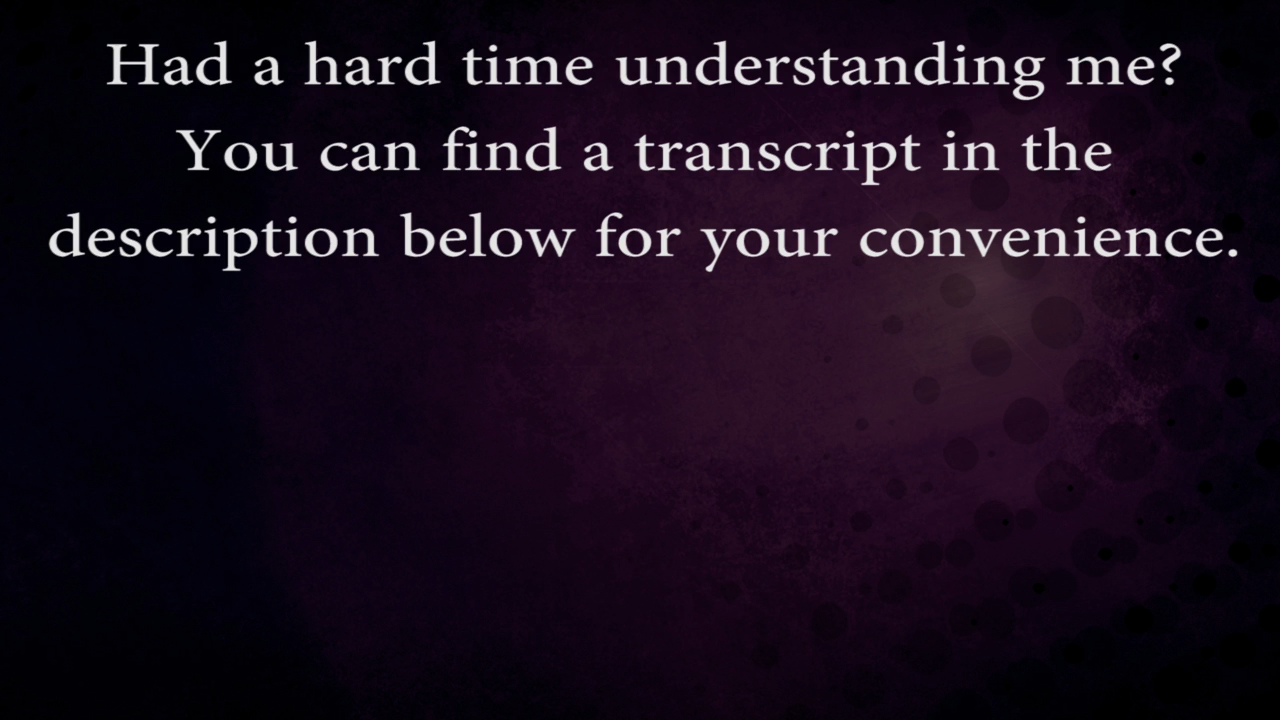 Had a hard time understanding me?
You can find a transcript in the
description below for your convenience.